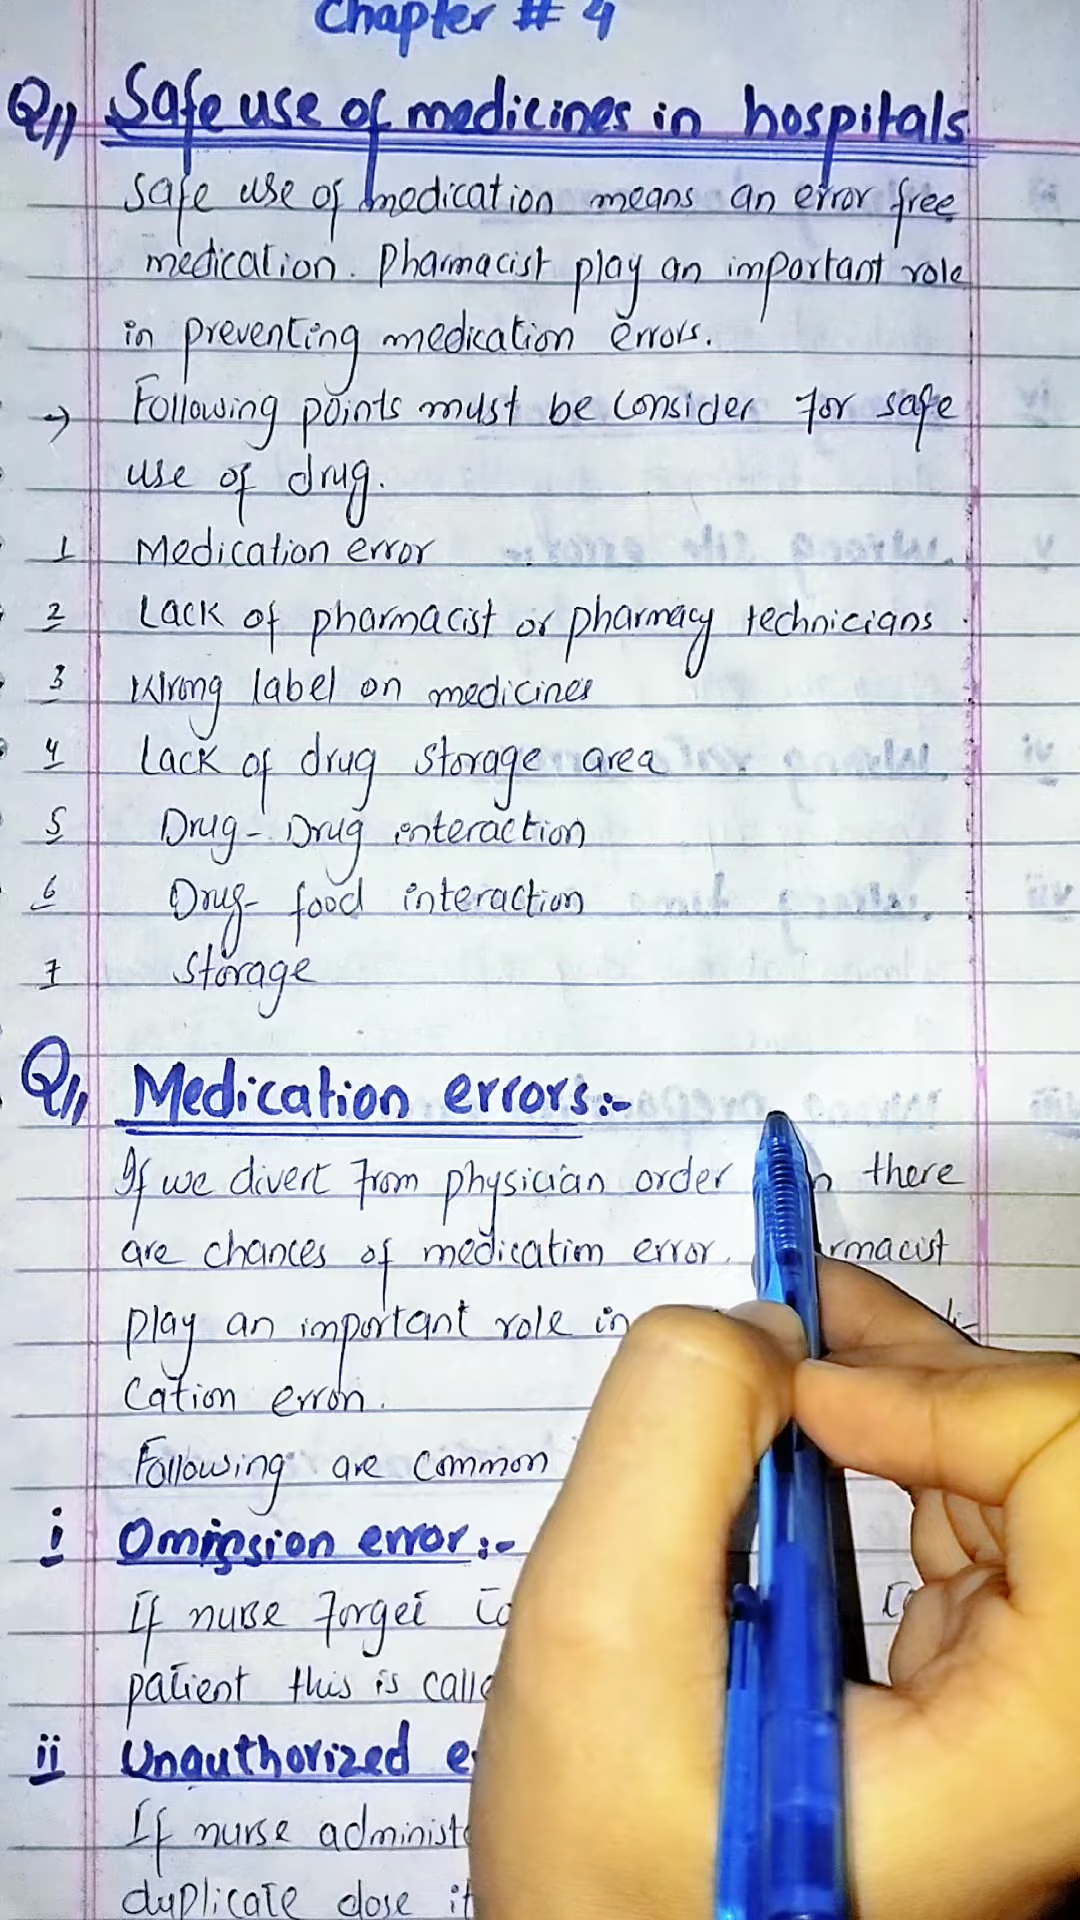 Chapter # 4
Q// Safe use of medicines in hospitals
Safe use of medication means an error free
medication. Pharmacist play an important role
in preventing medication errors.
→ Following points must be consider for safe
use of drug.
1 Medication error
2 Lack of pharmacist or pharmacy technicians
3 Wrong label on medicines
4 Lack of drug storage area
5 Drug-Drug interaction
6 Drug-food interaction
7 Storage
Q// Medication errors:-
If we divert from physician order there
are chances of medication error.
play an important role in
cation error.
Following are common
i Omission error:-
If nurse forget
patient this is
ii Unauthorized
If nurse
duplicate dose